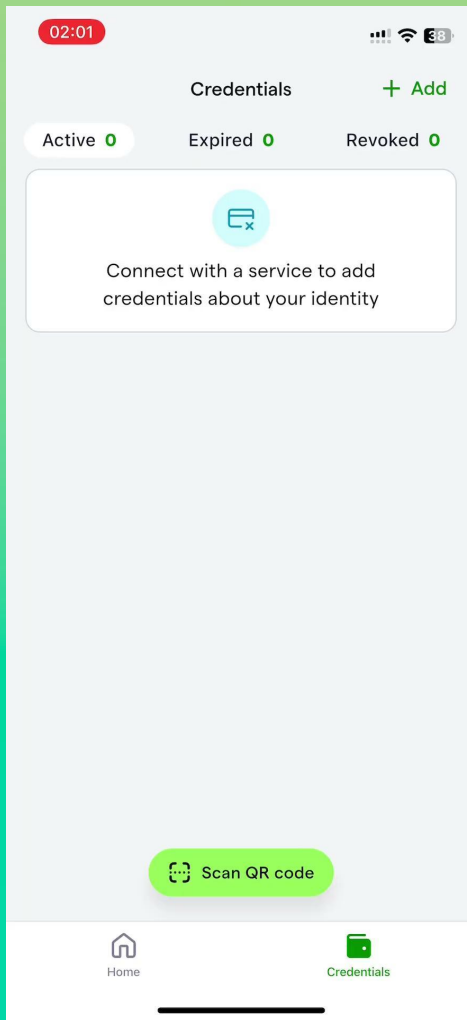 02:01
38
Credentials
+ Add
Active 0
Expired 0
Revoked 0
Connect with a service to add
credentials about your identity
Scan QR code
Home
Credentials